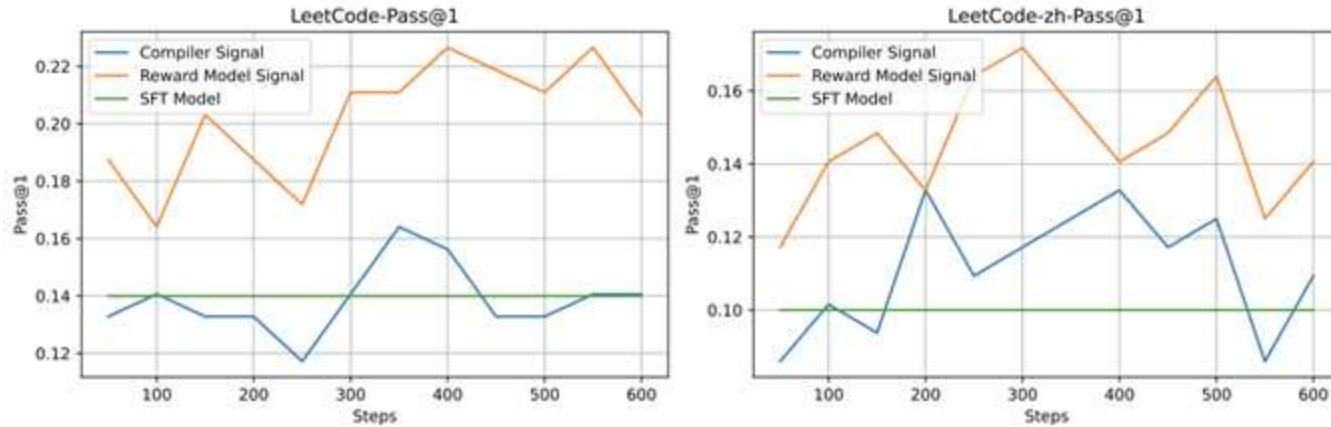 LeetCode-Pass@1
Compiler Signal
Reward Model Signal
SFT Model
0.22
0.20
0.18
0.16
0.14
0.12
Pass@1
100 200 300 400 500 600
Steps
LeetCode-zh-Pass@1
Compiler Signal
Reward Model Signal
SFT Model
0.16
0.14
0.12
0.10
Pass@1
100 200 300 400 500 600
Steps